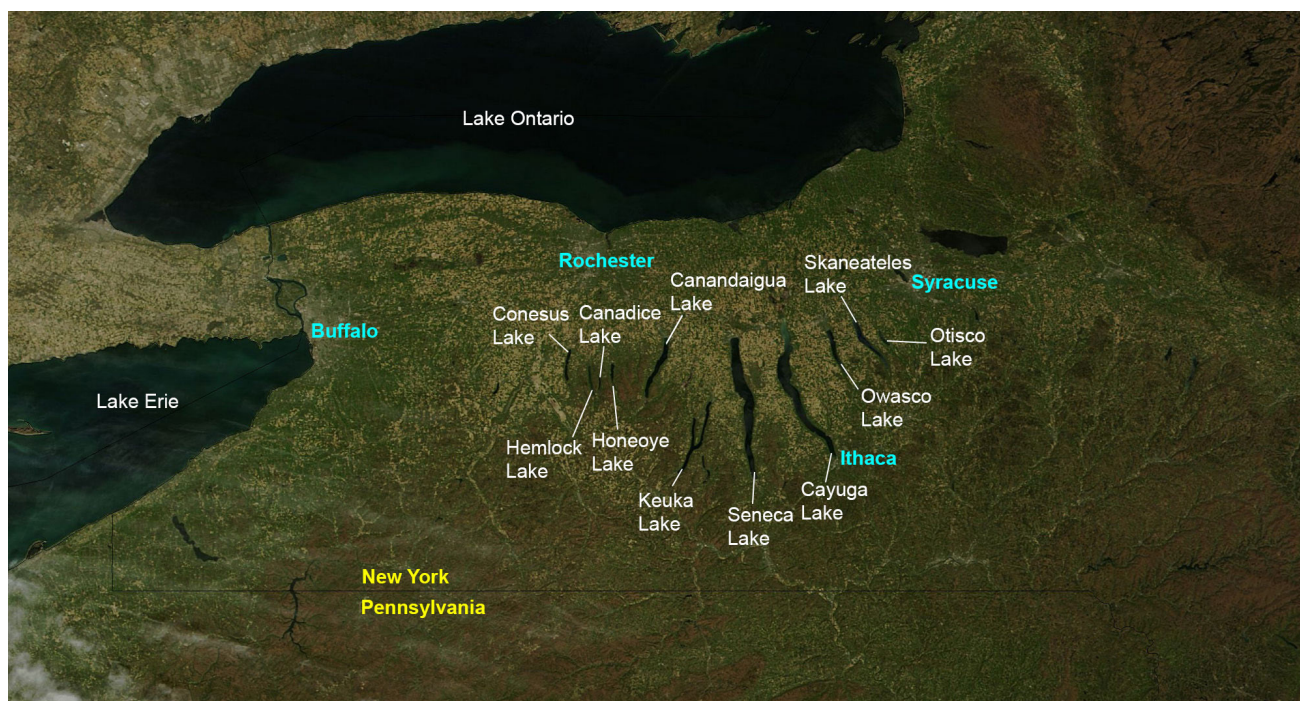 Lake Ontario
Rochester
Skaneateles
Lake
Canandaigua
Lake
Syracuse
Conesus
Lake
Canadice
Lake
Buffalo
Otisco
Lake
Lake Erie
Owasco
Lake
Hemlock
Lake
Honeoye
Lake
Ithaca
Keuka
Lake
Seneca
Lake
Cayuga
Lake
New York
Pennsylvania